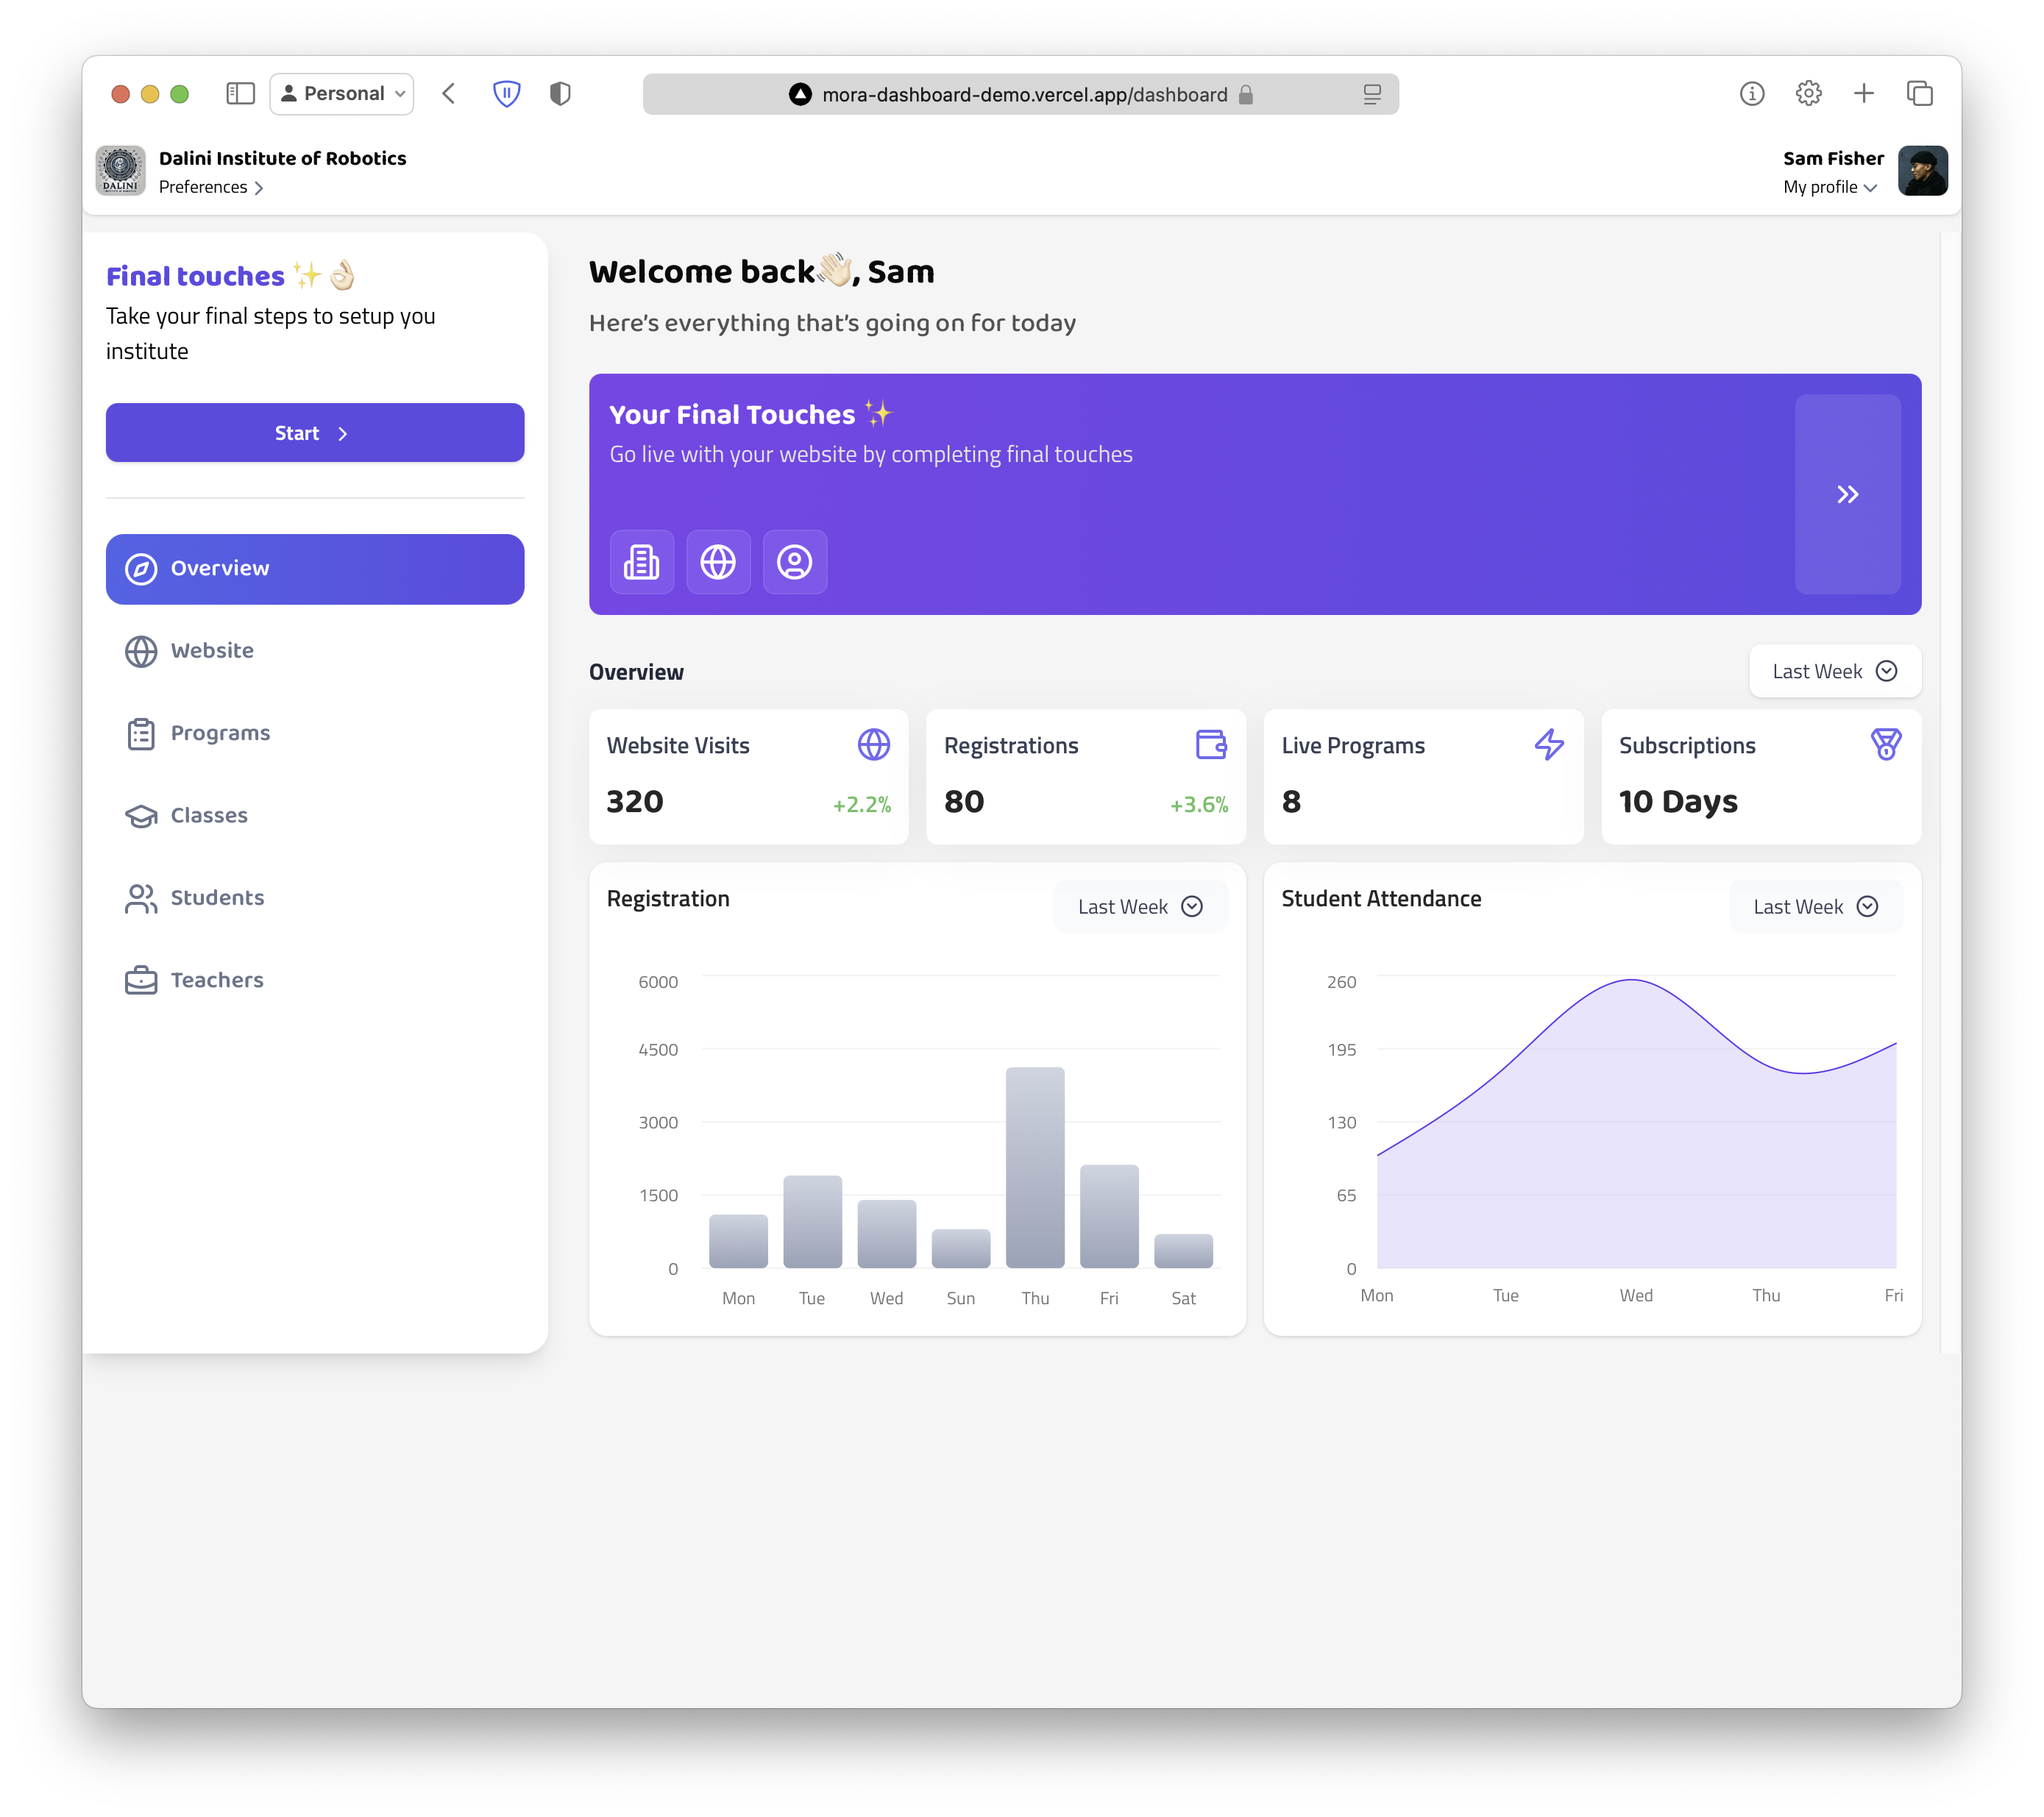 Personal
mora-dashboard-demo.vercel.app/dashboard
DALINI
Dalini Institute of Robotics
Preferences
Sam Fisher
My profile
Final touches ✨👌🏻
Take your final steps to setup you
institute
Start
Overview
Website
Programs
Classes
Students
Teachers
Welcome back👋🏻, Sam
Here's everything that's going on for today
Your Final Touches ✨
Go live with your website by completing final touches
Overview
Last Week
Website Visits
320
+2.2%
Registrations
80
+3.6%
Live Programs
8
Subscriptions
10 Days
Registration
Last Week
6000
4500
3000
1500
0
Mon Tue Wed Sun Thu Fri Sat
Student Attendance
Last Week
260
195
130
65
0
Mon Tue Wed Thu Fri